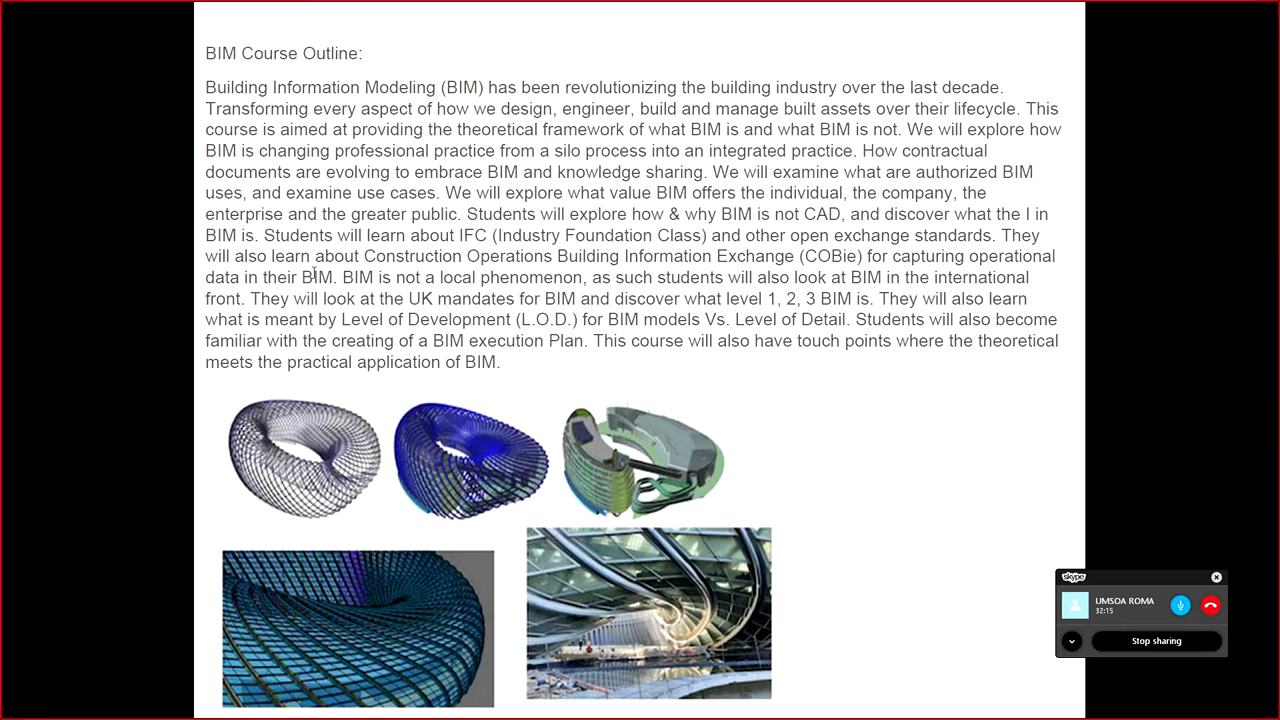 BIM Course Outline:
Building Information Modeling (BIM) has been revolutionizing the building industry over the last decade.
Transforming every aspect of how we design, engineer, build and manage built assets over their lifecycle. This
course is aimed at providing the theoretical framework of what BIM is and what BIM is not. We will explore how
BIM is changing professional practice from a silo process into an integrated practice. How contractual
documents are evolving to embrace BIM and knowledge sharing. We will examine what are authorized BIM
uses, and examine use cases. We will explore what value BIM offers the individual, the company, the
enterprise and the greater public. Students will explore how & why BIM is not CAD, and discover what the I in
BIM is. Students will learn about IFC (Industry Foundation Class) and other open exchange standards. They
will also learn about Construction Operations Building Information Exchange (COBie) for capturing operational
data in their BIM. BIM is not a local phenomenon, as such students will also look at BIM in the international
front. They will look at the UK mandates for BIM and discover what level 1, 2, 3 BIM is. They will also learn
what is meant by Level of Development (L.O.D.) for BIM models Vs. Level of Detail. Students will also become
familiar with the creating of a BIM execution Plan. This course will also have touch points where the theoretical
meets the practical application of BIM.
skype
UMSOA ROMA
32:15
Stop sharing